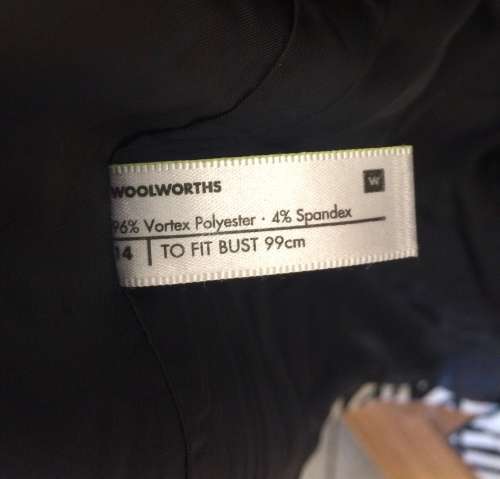 WOOLWORTHS W
96% Vortex Polyester · 4% Spandex
14 TO FIT BUST 99cm